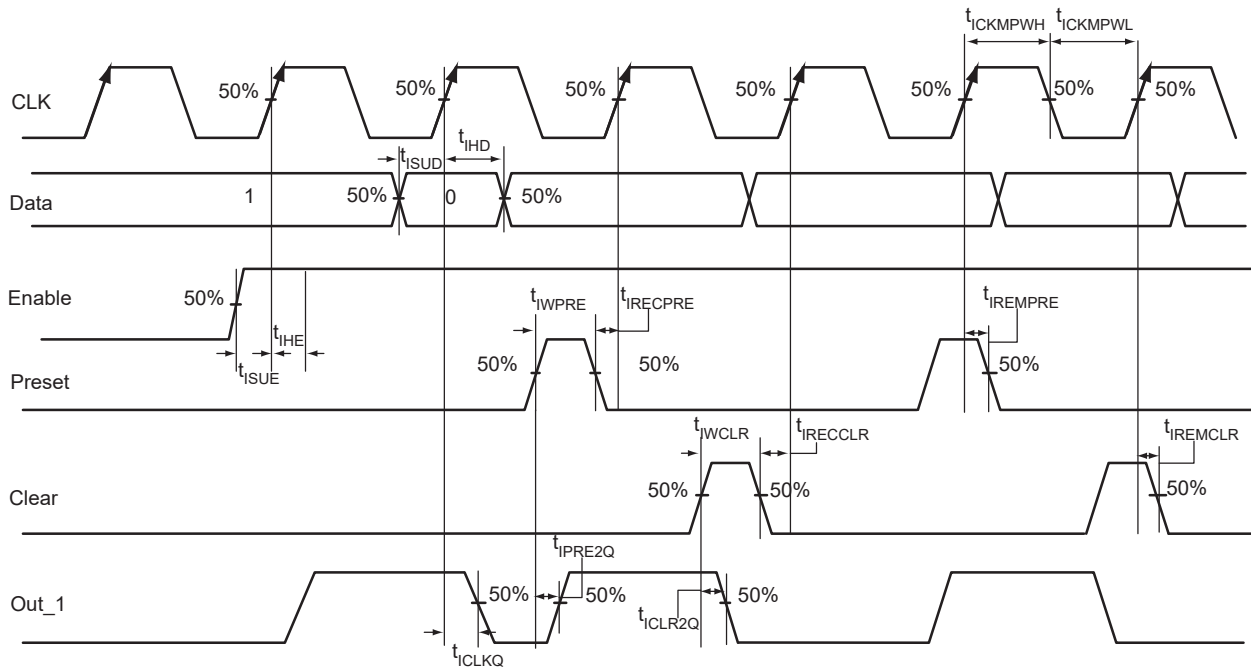 tICKMPWH tICKMPWL
CLK 50% 50% 50% 50% 50% 50% 50%
tISUD tIHD
Data 1 50% 0 50%
Enable 50% tIHE tISUE
tIWPRE tIRECPRE tIREMPRE
Preset 50% 50% 50%
tIWCLR tIRECCLR tIREMCLR
Clear 50% 50% 50%
tIPRE2Q
Out_1 50% 50% 50%
tICLR2Q
tICLKQ